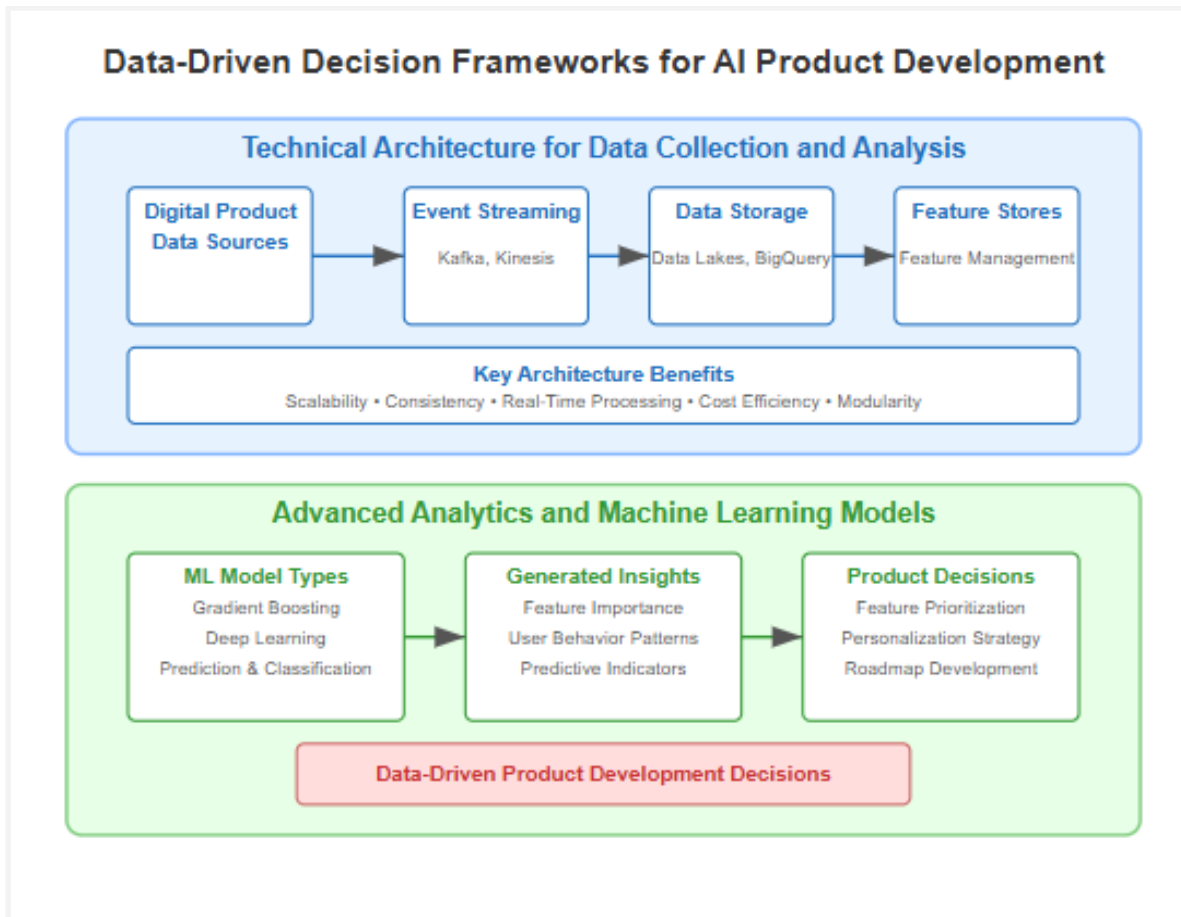 Data-Driven Decision Frameworks for AI Product Development
Technical Architecture for Data Collection and Analysis
Digital Product
Data Sources
Event Streaming
Kafka, Kinesis
Data Storage
Data Lakes, BigQuery
Feature Stores
Feature Management
Key Architecture Benefits
Scalability • Consistency • Real-Time Processing • Cost Efficiency • Modularity
Advanced Analytics and Machine Learning Models
ML Model Types
Gradient Boosting
Deep Learning
Prediction & Classification
Generated Insights
Feature Importance
User Behavior Patterns
Predictive Indicators
Product Decisions
Feature Prioritization
Personalization Strategy
Roadmap Development
Data-Driven Product Development Decisions